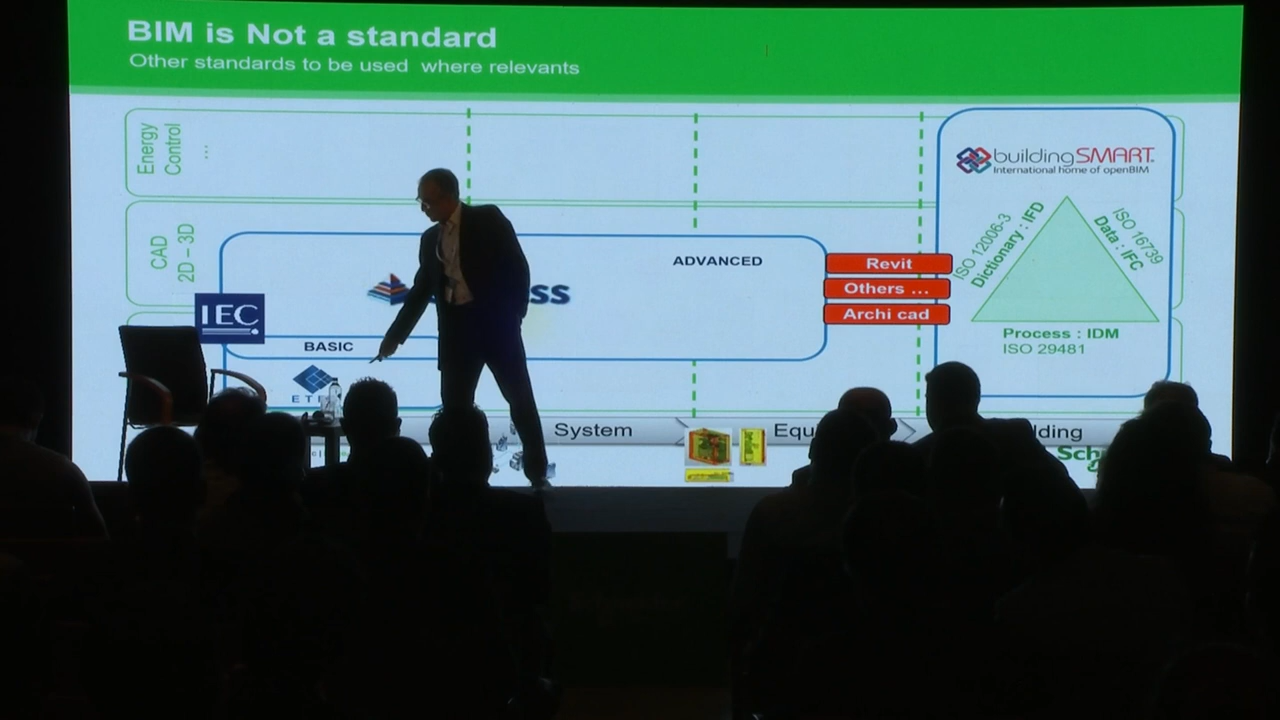 BIM is Not a standard
Other standards to be used where relevants
Energy
Control
...
CAD
2D – 3D
IEC
ADVANCED
BASIC
Revit
Others ...
Archi cad
buildingSMART
International home of openBIM
ISO 12006-3
Dictionary : IFD
ISO 16739
Data : IFC
Process : IDM
ISO 29481
System